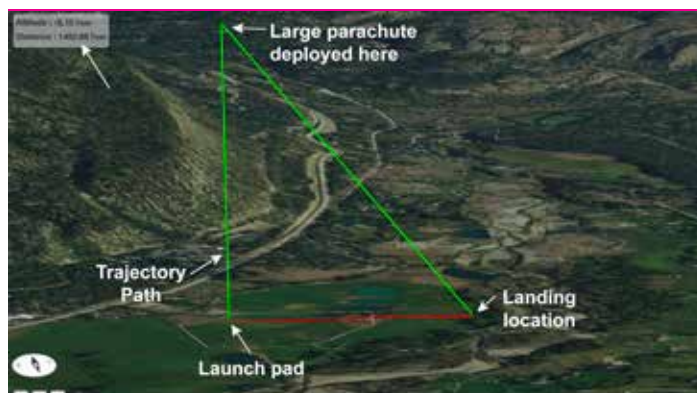 Large parachute
deployed here
Trajectory
Path
Landing
location
Launch pad